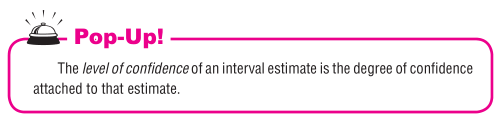 Pop-Up!
The level of confidence of an interval estimate is the degree of confidence
attached to that estimate.